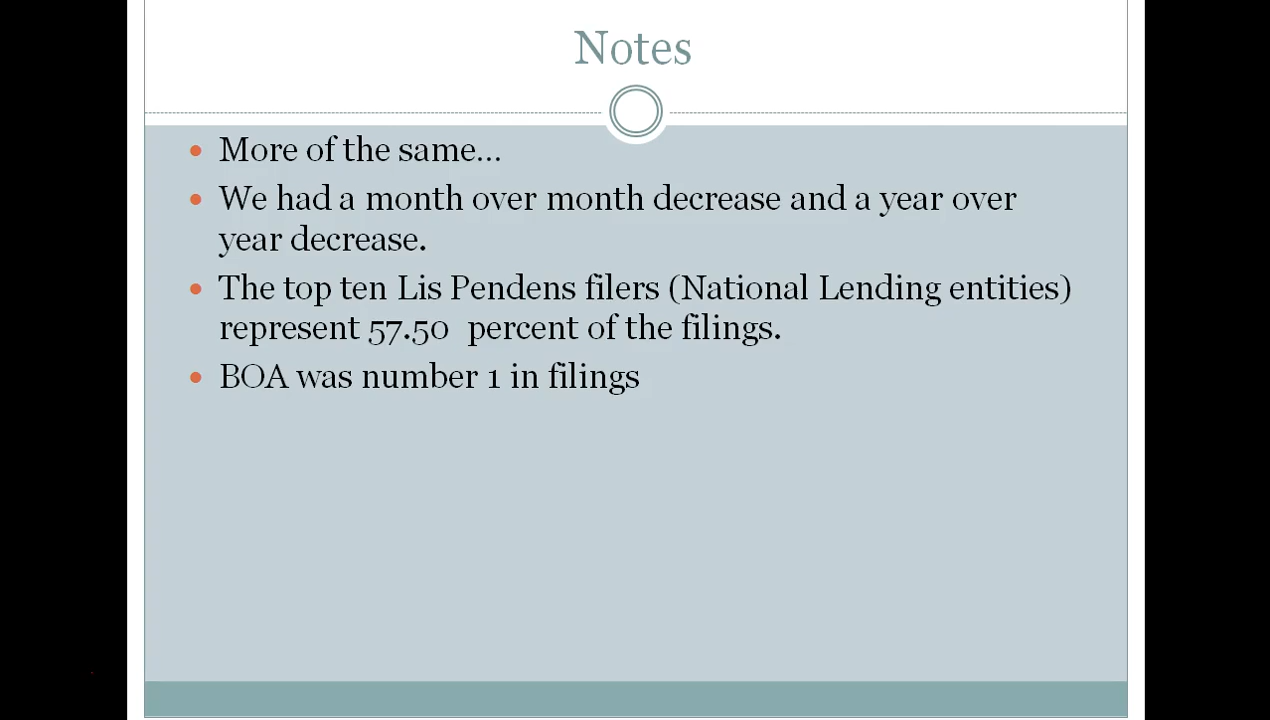 Notes
More of the same...
We had a month over month decrease and a year over
year decrease.
The top ten Lis Pendens filers (National Lending entities)
represent 57.50  percent of the filings.
BOA was number 1 in filings